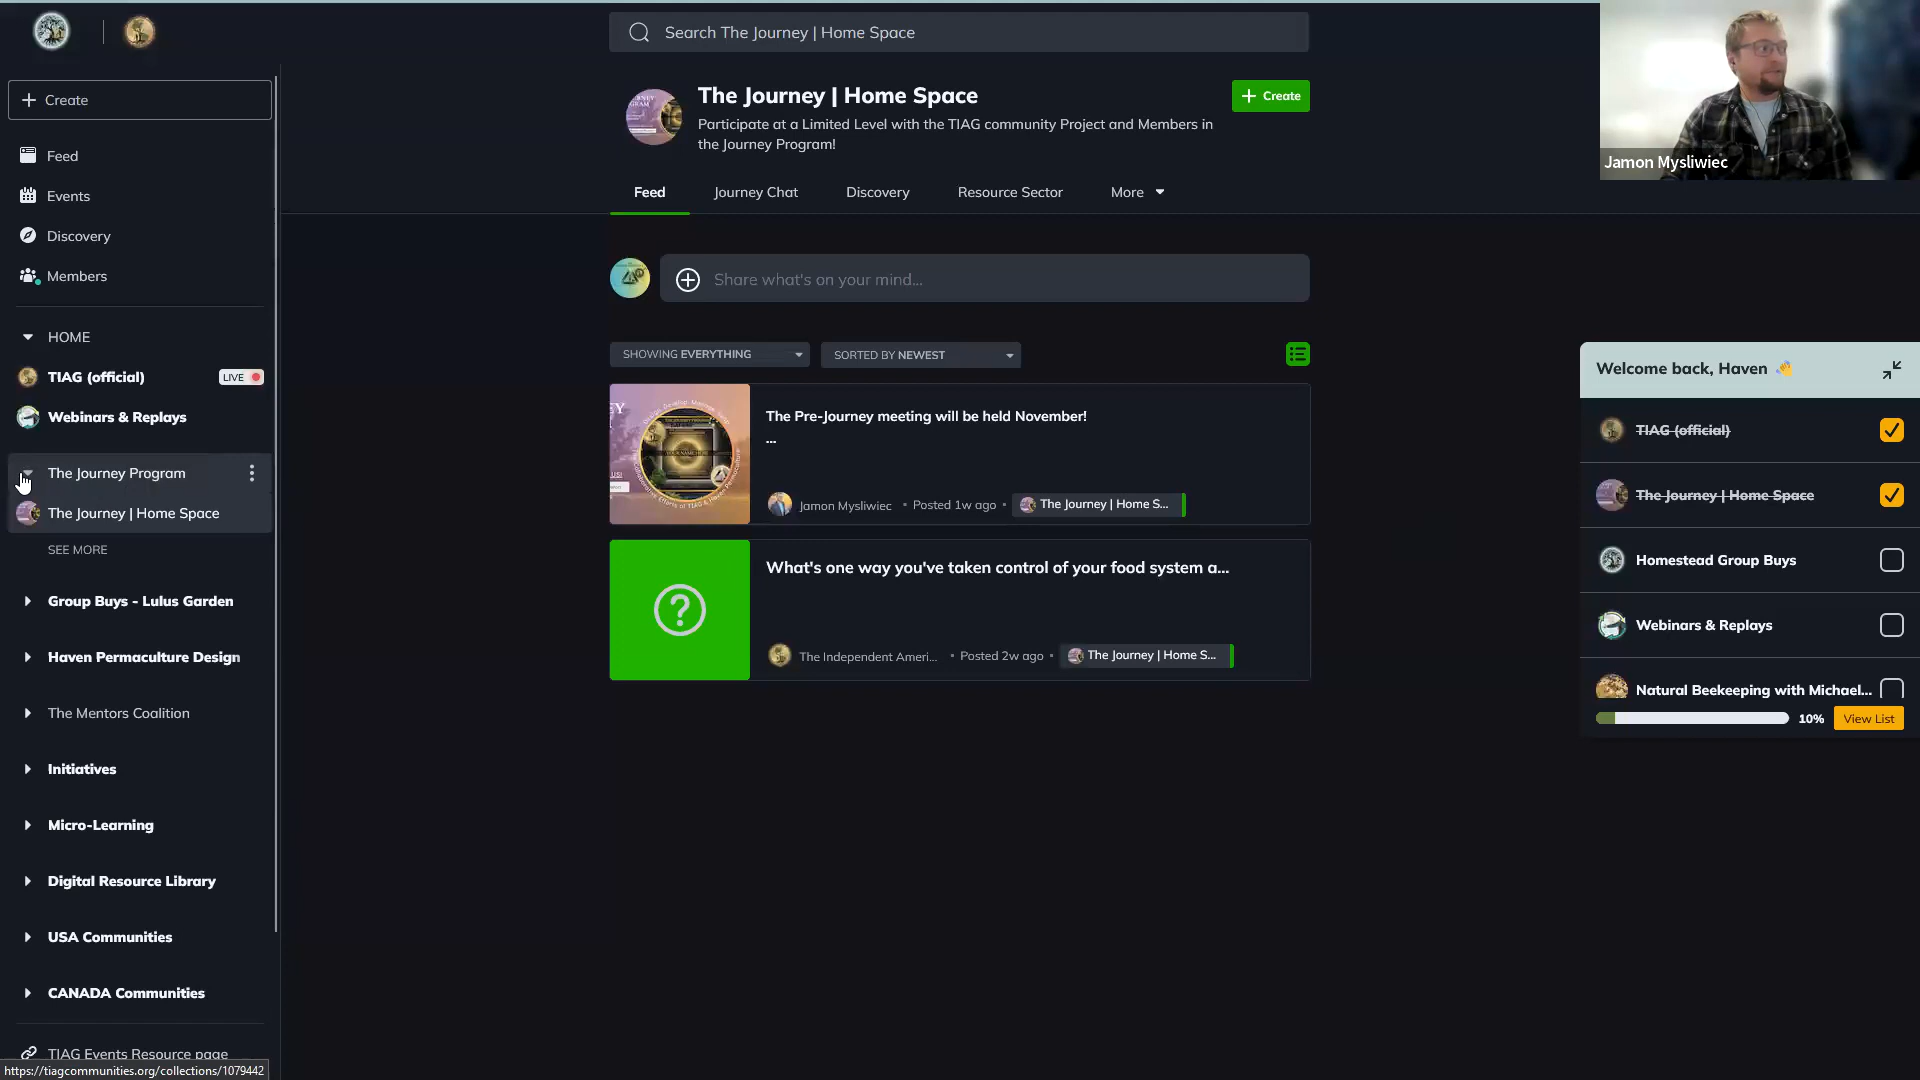 Search The Journey | Home Space
Create
Feed
Events
Discovery
Members
HOME
TIAG (official)
LIVE
Webinars & Replays
The Journey Program
The Journey | Home Space
SEE MORE
Group Buys - Lulus Garden
Haven Permaculture Design
The Mentors Coalition
Initiatives
Micro-Learning
Digital Resource Library
USA Communities
CANADA Communities
TIAG Events Resource page
https://tiagcommunities.org/collections/1079442
The Journey | Home Space
Participate at a Limited Level with the TIAG community Project and Members in
the Journey Program!
Create
Feed
Journey Chat
Discovery
Resource Sector
More
Share what's on your mind...
SHOWING EVERYTHING
SORTED BY NEWEST
The Pre-Journey meeting will be held November!
...
Jamon Mysliwiec
Posted 1w ago
The Journey | Home S...
What's one way you've taken control of your food system a...
The Independent Ameri...
Posted 2w ago
The Journey | Home S...
Jamon Mysliwiec
Welcome back, Haven
TIAG (official)
The Journey | Home Space
Homestead Group Buys
Webinars & Replays
Natural Beekeeping with Michael...
10%
View List